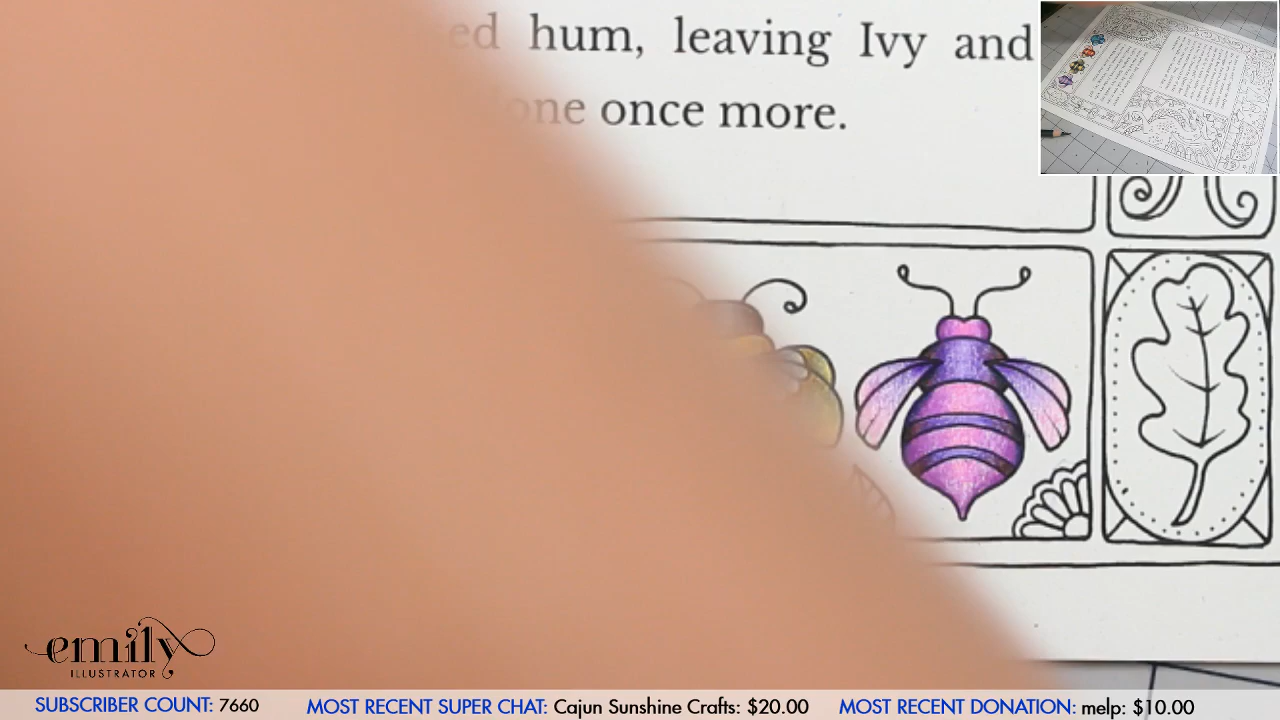 hum, leaving Ivy and
once more.
emily
ILLUSTRATOR
SUBSCRIBER COUNT: 7660 MOST RECENT SUPER CHAT: Cajun Sunshine Crafts: $20.00 MOST RECENT DONATION: melp: $10.00